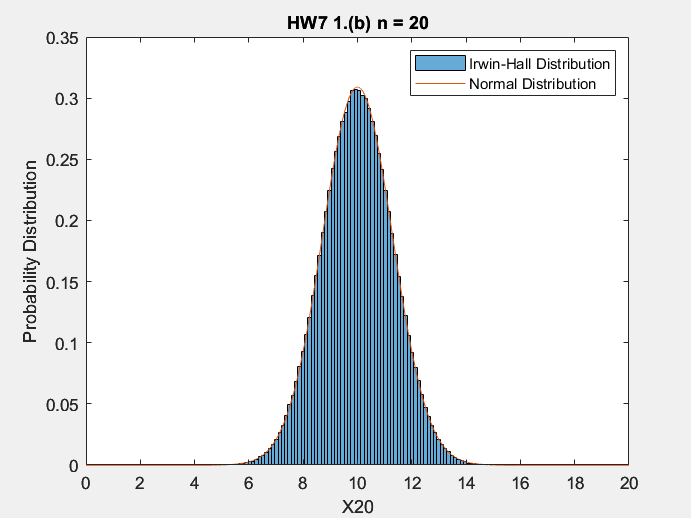 HW7 1.(b) n = 20
Irwin-Hall Distribution
Normal Distribution
Probability Distribution
0.35
0.3
0.25
0.2
0.15
0.1
0.05
0
0 2 4 6 8 10 12 14 16 18 20
X20